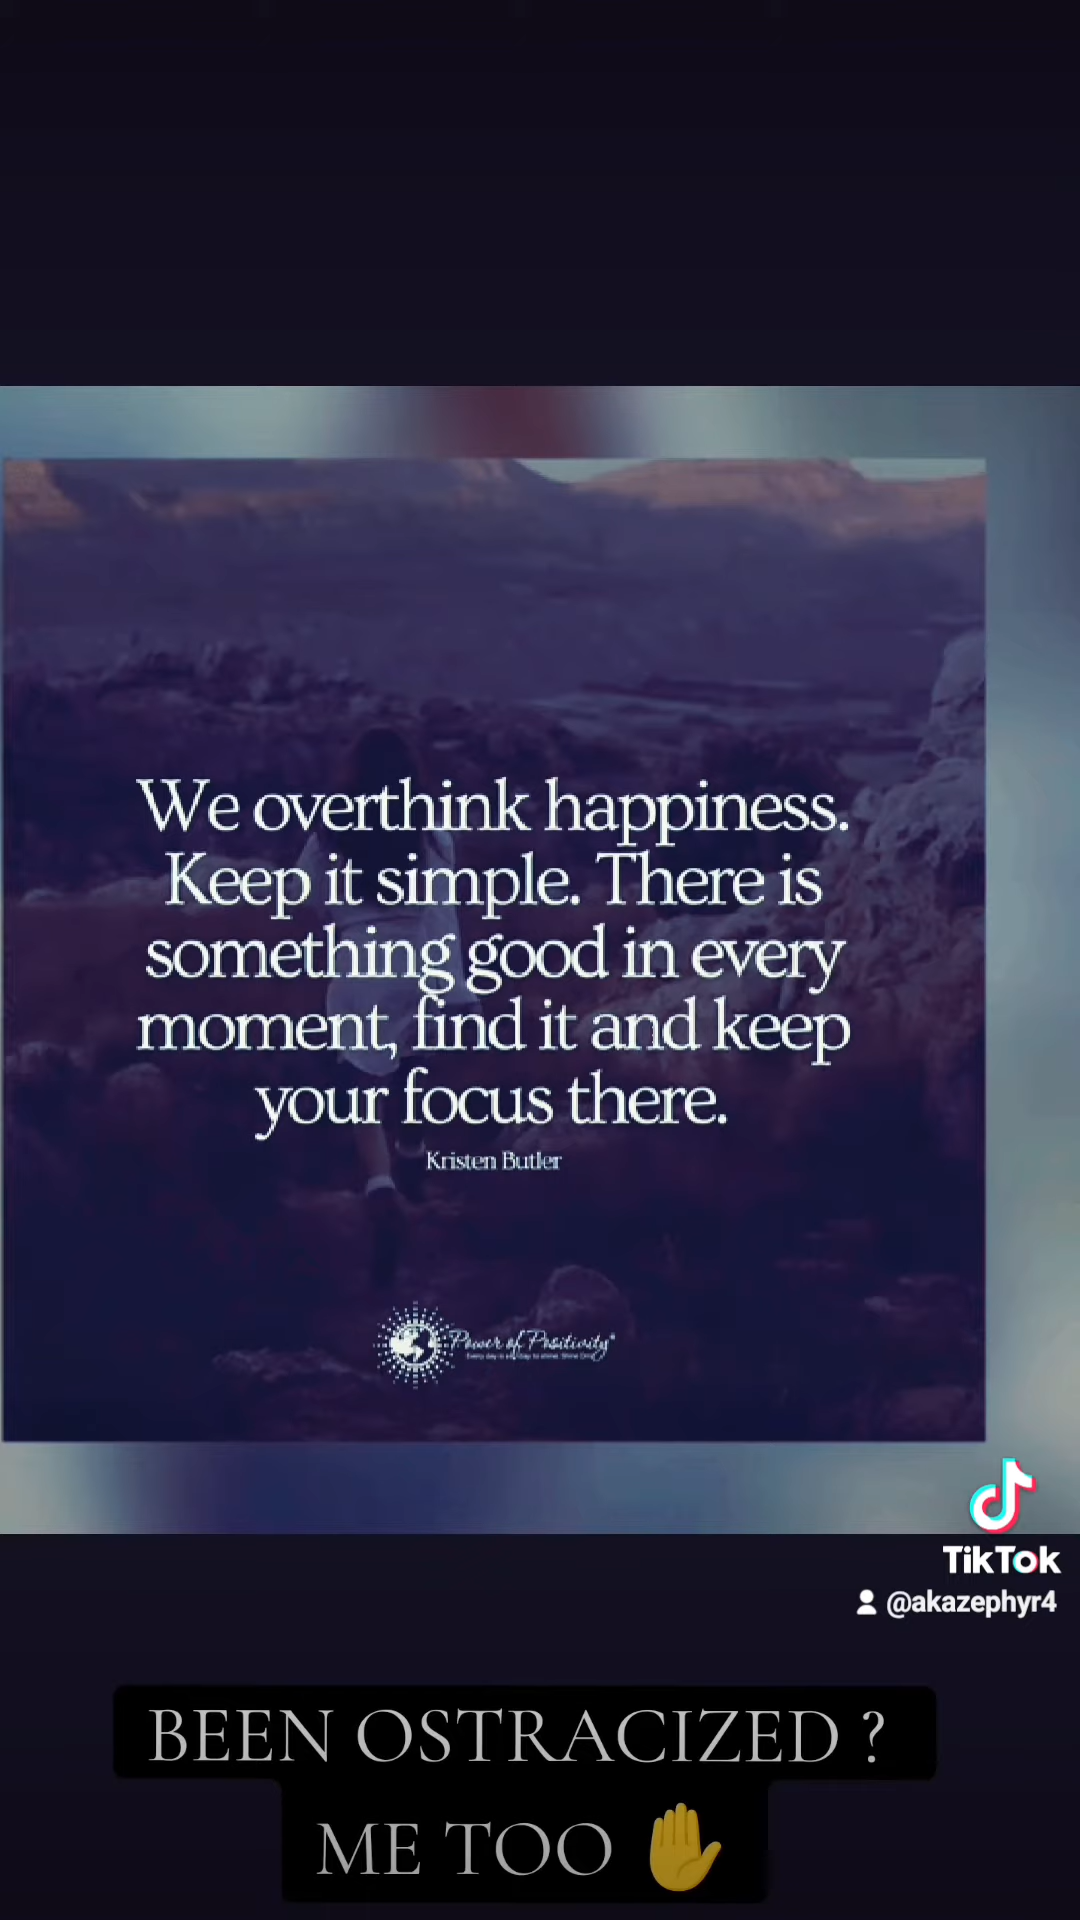 We overthink happiness.
Keep it simple. There is
something good in every
moment, find it and keep
your focus there.
Kristen Butler
Power of Positivity®
TikTok
@akazephyr4
BEEN OSTRACIZED ?
ME TOO ✋